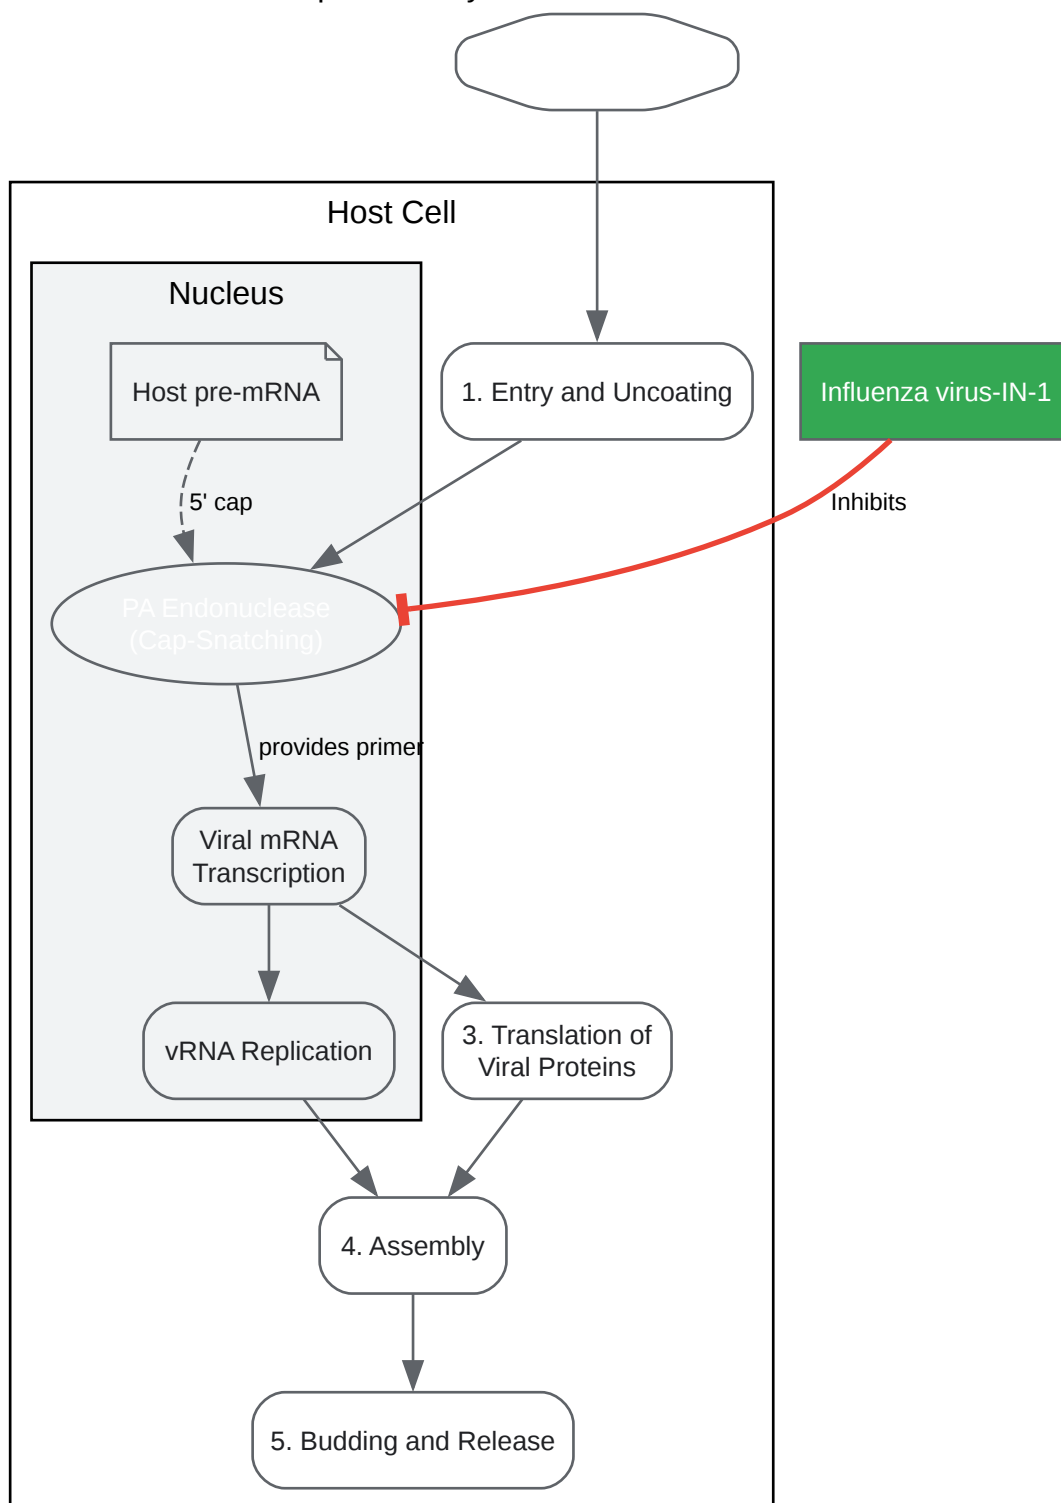 Host Cell
Nucleus
Host pre-mRNA
1. Entry and Uncoating
Influenza virus-IN-1
5' cap
Inhibits
PA Endonuclease
(Cap-Snatching)
provides primer
Viral mRNA
Transcription
vRNA Replication
3. Translation of
Viral Proteins
4. Assembly
5. Budding and Release